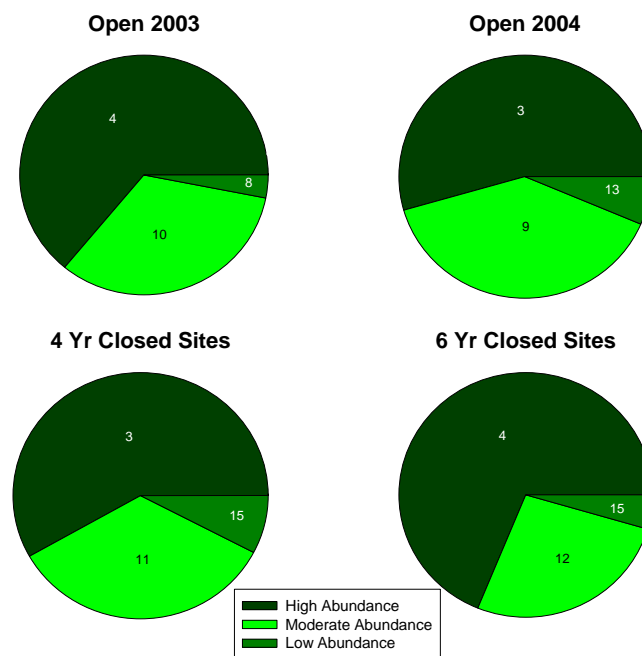 Open 2003
Open 2004
4
8
10
3
13
9
4 Yr Closed Sites
6 Yr Closed Sites
3
15
11
4
15
12
High Abundance
Moderate Abundance
Low Abundance